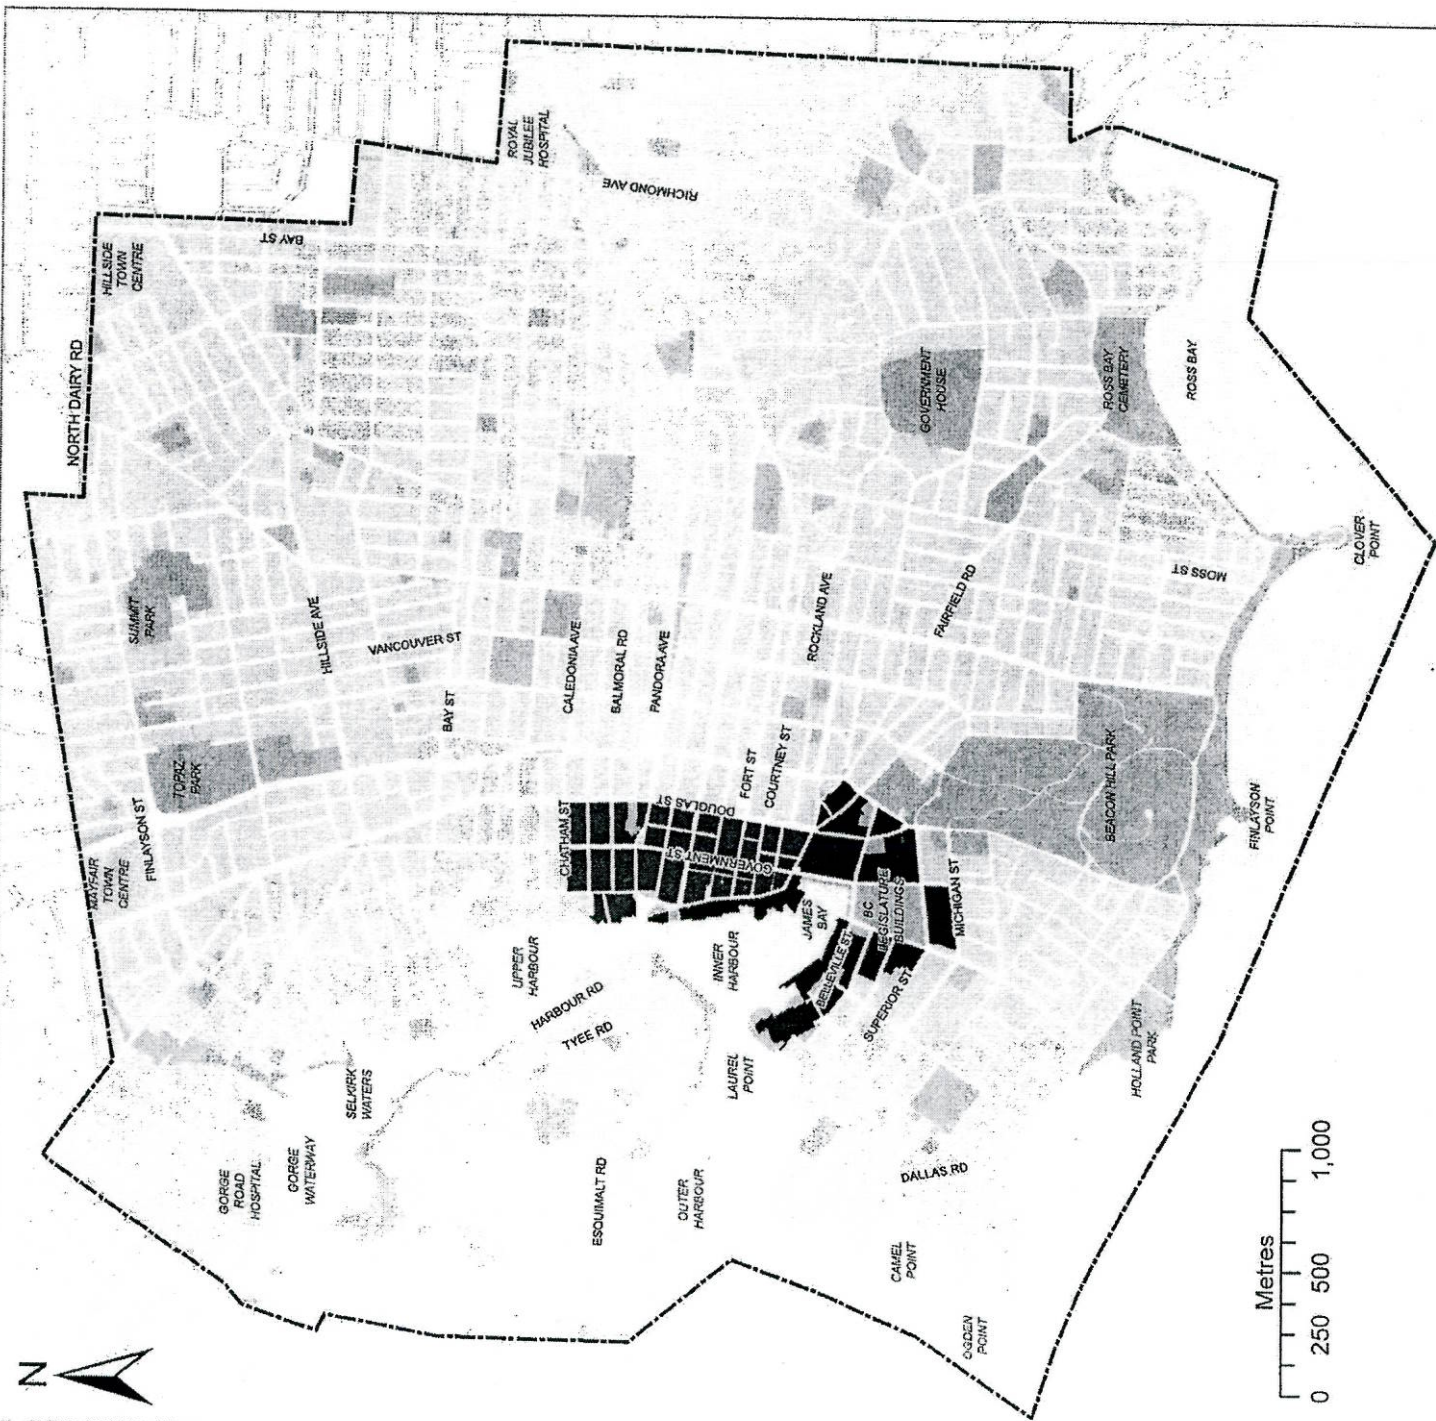 N
NORTH DAIRY RD
MAYFAIR
TOWN
CENTRE
HILLSIDE
TOWN
CENTRE
FINLAYSON ST
SUMMIT
PARK
TOPAZ
PARK
GORGE
ROAD
HOSPITAL
BAY ST
GORGE
WATERWAY
HILLSIDE AVE
SELKIRK
WATERS
VANCOUVER ST
BAY ST
ROYAL
JUBILEE
HOSPITAL
UPPER
HARBOUR
CHATHAM ST
CALEDONIA AVE
HARBOUR RD
TYEE RD
ESQUIMALT RD
BALMORAL RD
RICHMOND AVE
PANDORA AVE
OUTER
HARBOUR
DOUGLAS ST
GOVERNMENT ST
INNER
HARBOUR
LAUREL
POINT
FORT ST
COURTNEY ST
JAMES
BAY
ROCKLAND AVE
BELLEVILLE ST
BC
LEGISLATURE
BUILDINGS
SUPERIOR ST
CAMEL
POINT
DALLAS RD
GOVERNMENT
HOUSE
FAIRFIELD RD
MICHIGAN ST
OGDEN
POINT
BEACON HILL PARK
ROSS BAY
CEMETERY
HOLLAND POINT
PARK
MOSS ST
ROSS BAY
FINLAYSON
POINT
CLOVER
POINT
Metres
0 250 500 1,000